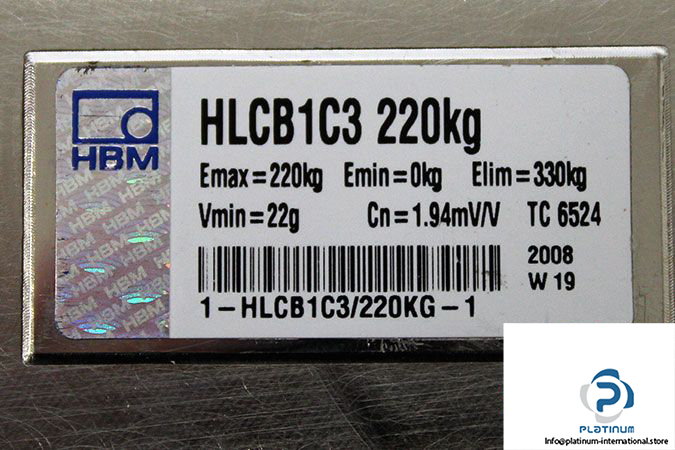 HBM
HLCB1C3 220kg
Emax=220kg Emin=0kg Elim=330kg
Vmin=22g Cn=1.94mV/V TC 6524
2008
W 19
1-HLCB1C3/220KG-1
PLATINUM
Info@platinum-international.store